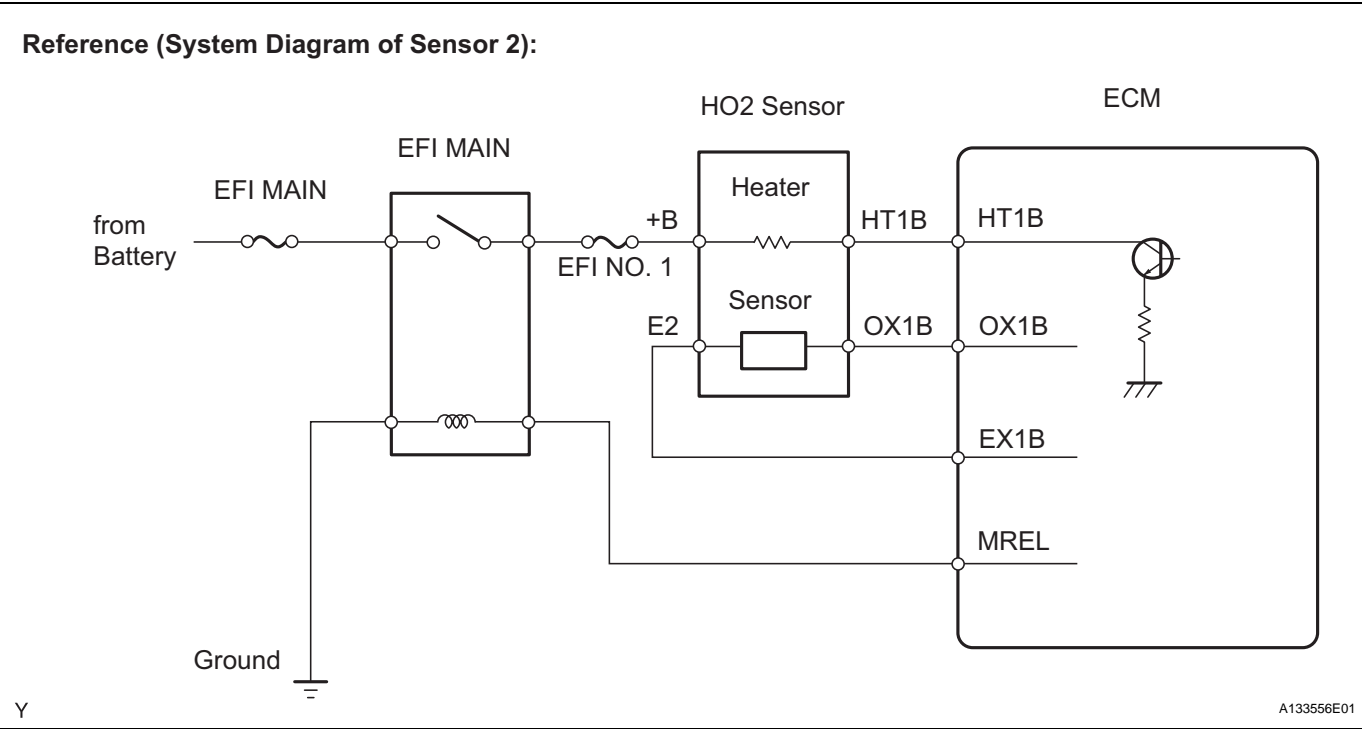 Reference (System Diagram of Sensor 2):
ECM
HO2 Sensor
EFI MAIN
EFI MAIN
Heater
from
Battery
+B
HT1B
HT1B
EFI NO. 1
Sensor
E2
OX1B
OX1B
EX1B
MREL
Ground
Y
A133556E01